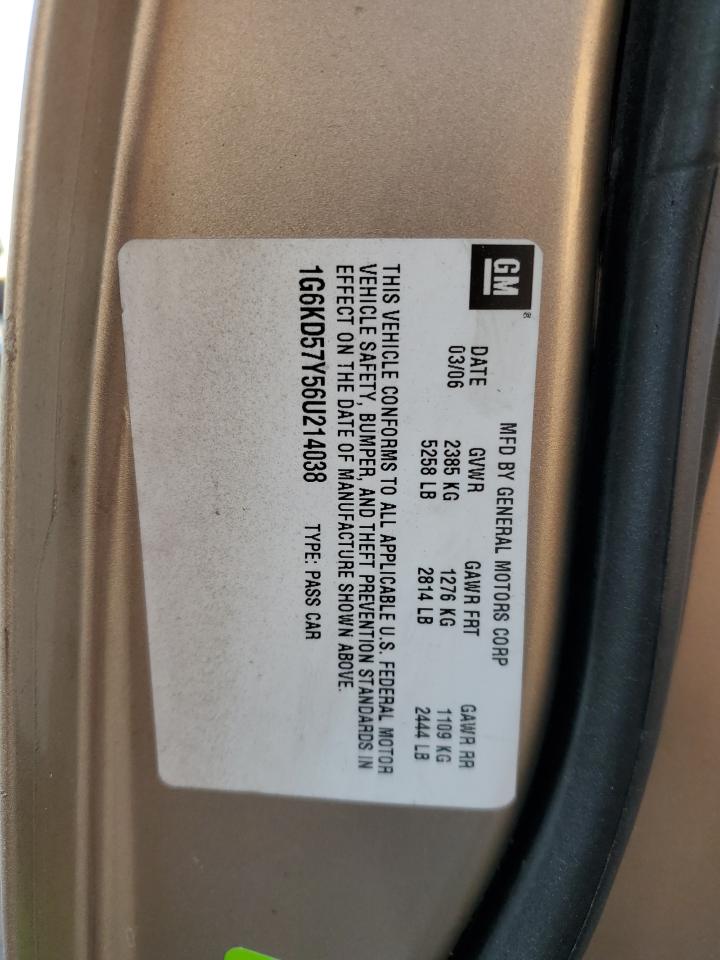 GM ®
MFD BY GENERAL MOTORS CORP
DATE GVWR GAWR FRT GAWR RR
03/06 2385 KG 1276 KG 1109 KG
5258 LB 2814 LB 2444 LB
THIS VEHICLE CONFORMS TO ALL APPLICABLE U.S. FEDERAL MOTOR
VEHICLE SAFETY, BUMPER, AND THEFT PREVENTION STANDARDS IN
EFFECT ON THE DATE OF MANUFACTURE SHOWN ABOVE.
1G6KD57Y56U214038 TYPE: PASS CAR